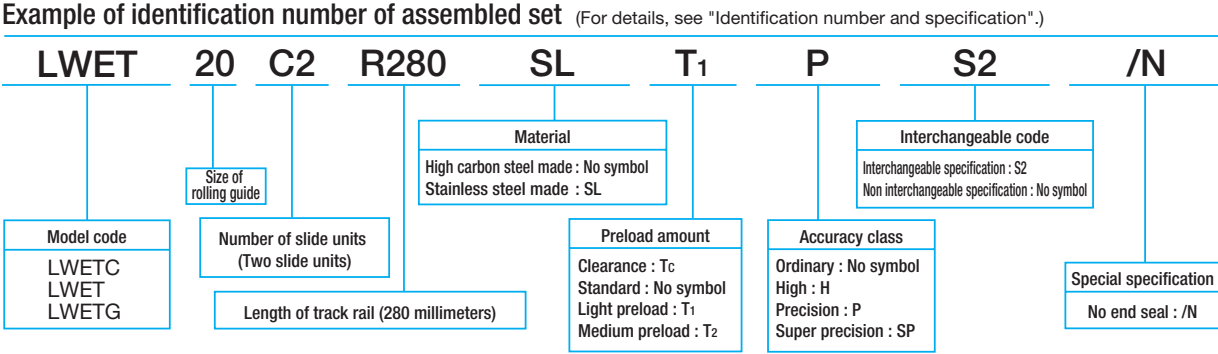 Example of identification number of assembled set (For details, see "Identification number and specification".)
LWET 20 C2 R280 SL T1 P S2 /N
Material
High carbon steel made : No symbol
Stainless steel made : SL
Interchangeable code
Interchangeable specification : S2
Non interchangeable specification : No symbol
Size of
rolling guide
Model code
LWETC
LWET
LWETG
Number of slide units
(Two slide units)
Length of track rail (280 millimeters)
Preload amount
Clearance : Tc
Standard : No symbol
Light preload : T1
Medium preload : T2
Accuracy class
Ordinary : No symbol
High : H
Precision : P
Super precision : SP
Special specification
No end seal : /N